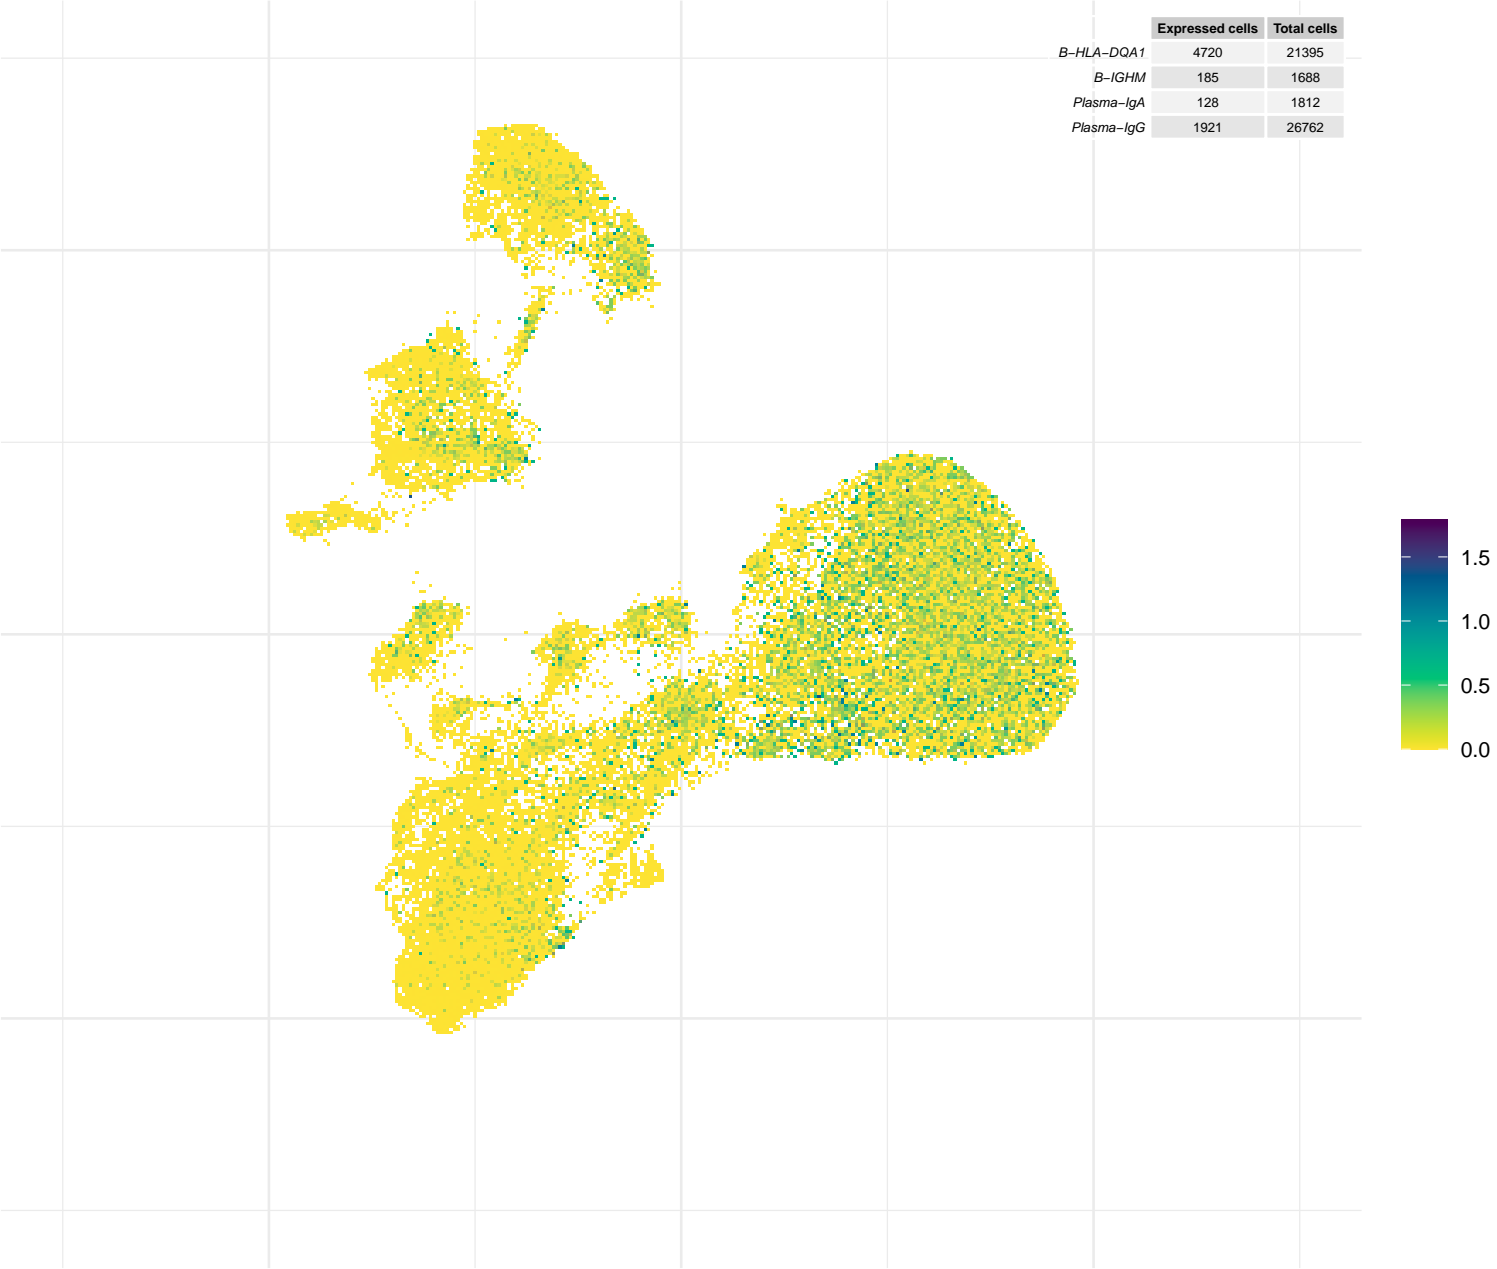 Expressed cells Total cells
B−HLA−DQA1 4720 21395
B−IGHM 185 1688
Plasma−IgA 128 1812
Plasma−IgG 1921 26762
1.5
1.0
0.5
0.0